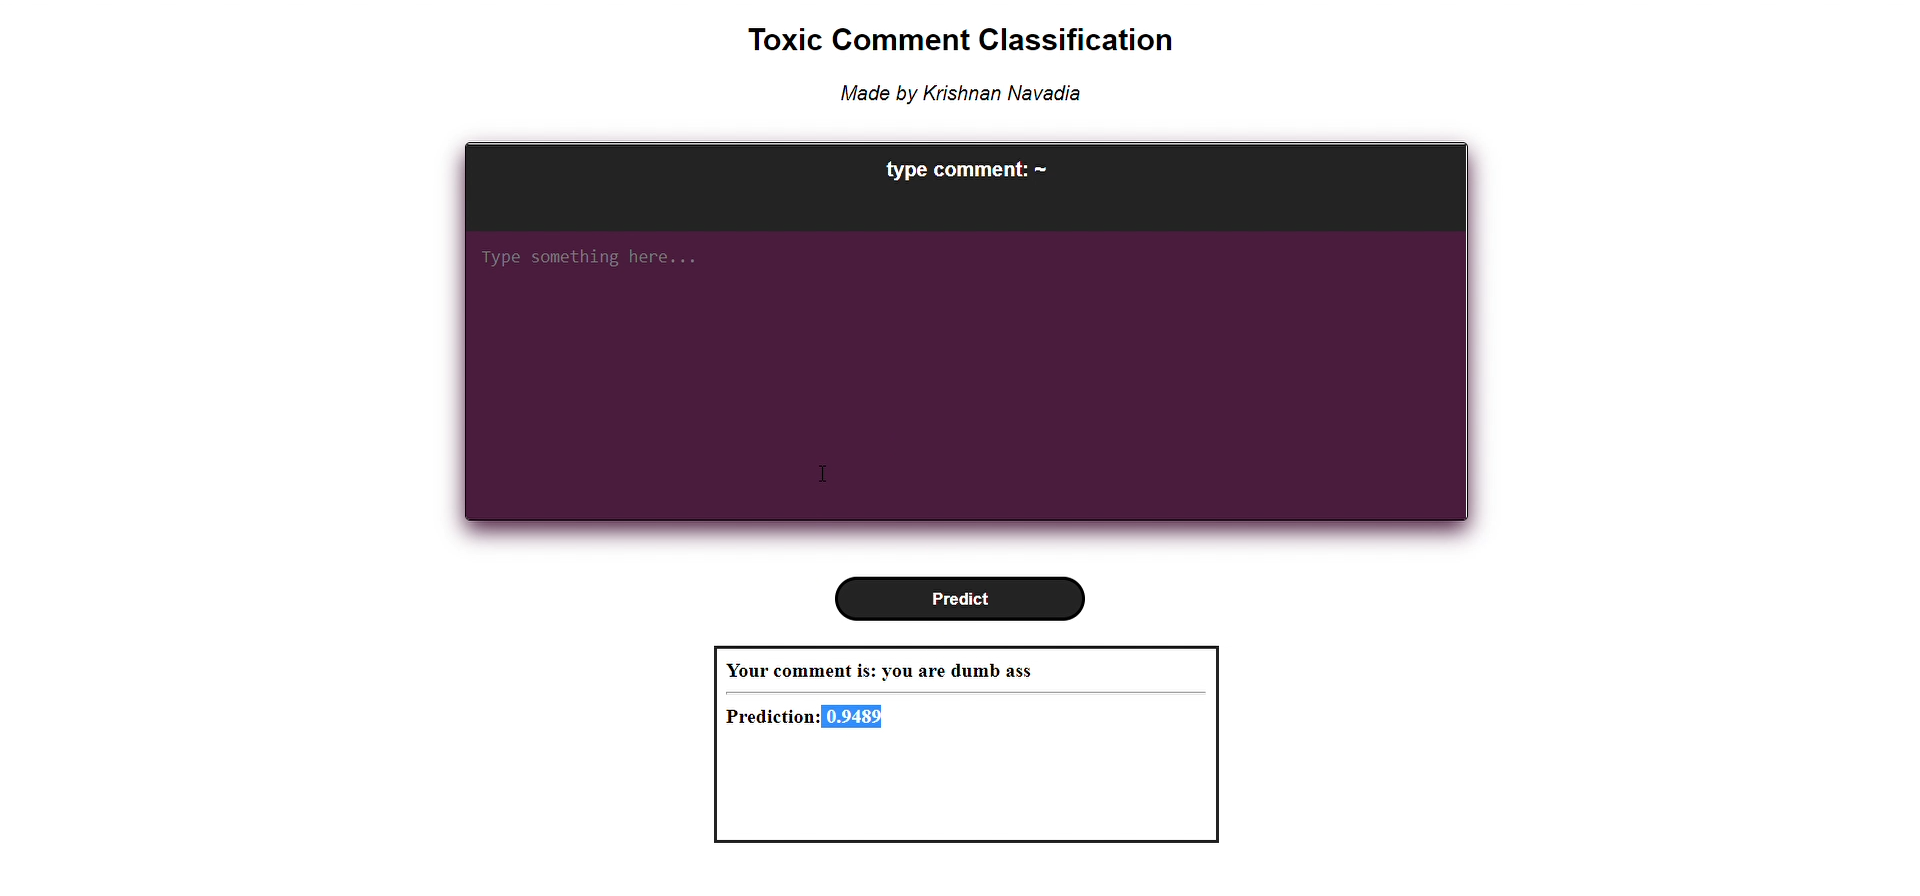 Toxic Comment Classification
Made by Krishnan Navadia
type comment: ~
Type something here...
Predict
Your comment is: you are dumb ass
Prediction: 0.9489